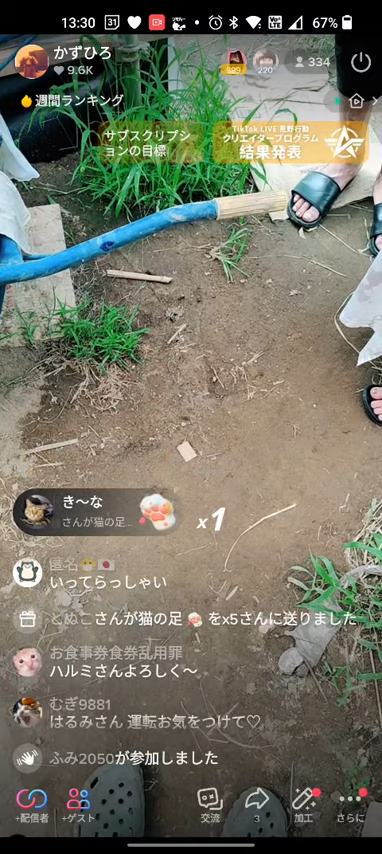 13:30
31
67%
かずひろ
9.6K
999
220
334
週間ランキング
サブスクリプシ
ョンの目標
TikTok LIVE 荒野行動
クリエイタープログラム
結果発表
き〜な
さんが猫の足...
x1
匿名😷🇯🇵
いってらっしゃい
とぬこさんが猫の足 をx5さんに送りました
お食事券食券乱用罪
ハルミさんよろしく〜
むぎ9881
はるみさん 運転お気をつけて♡
ふみ2050が参加しました
+配信者
+ゲスト
交流
3
加工
さらに